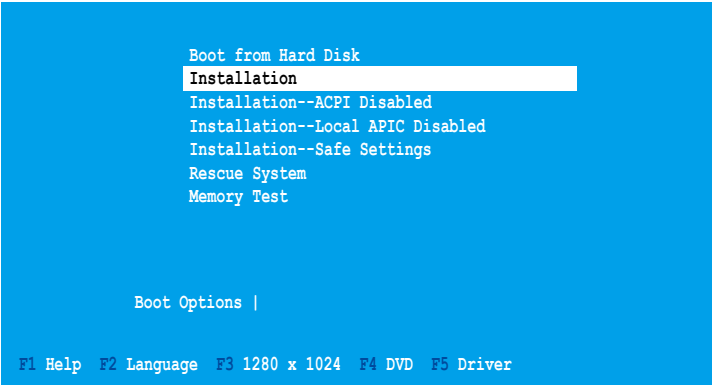 Boot from Hard Disk
Installation
Installation--ACPI Disabled
Installation--Local APIC Disabled
Installation--Safe Settings
Rescue System
Memory Test
Boot Options |
F1 Help F2 Language F3 1280 x 1024 F4 DVD F5 Driver